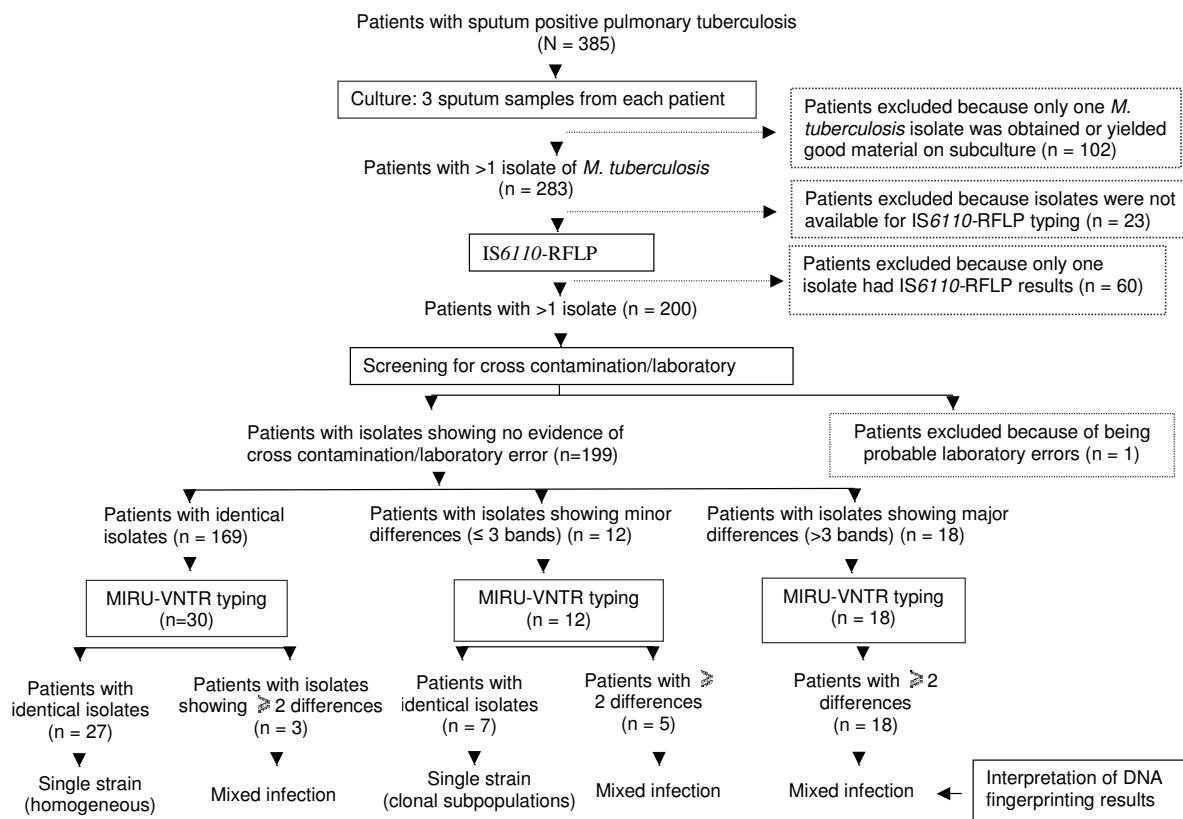 Patients with sputum positive pulmonary tuberculosis
(N = 385)
Culture: 3 sputum samples from each patient
Patients excluded because only one M.
tuberculosis isolate was obtained or yielded
good material on subculture (n = 102)
Patients with >1 isolate of M. tuberculosis
(n = 283)
Patients excluded because isolates were not
available for IS6110-RFLP typing (n = 23)
IS6110-RFLP
Patients excluded because only one
isolate had IS6110-RFLP results (n = 60)
Patients with >1 isolate (n = 200)
Screening for cross contamination/laboratory
Patients with isolates showing no evidence of
cross contamination/laboratory error (n=199)
Patients excluded because of being
probable laboratory errors (n = 1)
Patients with identical
isolates (n = 169)
Patients with isolates showing minor
differences (≤ 3 bands) (n = 12)
Patients with isolates showing major
differences (>3 bands) (n = 18)
MIRU-VNTR typing
(n=30)
MIRU-VNTR typing
(n = 12)
MIRU-VNTR typing
(n = 18)
Patients with
identical isolates
(n = 27)
Patients with isolates
showing ⩾ 2 differences
(n = 3)
Patients with
identical isolates
(n = 7)
Patients with ⩾
2 differences
(n = 5)
Patients with ⩾ 2
differences
(n = 18)
Single strain
(homogeneous)
Mixed infection
Single strain
(clonal subpopulations)
Mixed infection
Mixed infection
Interpretation of DNA
fingerprinting results